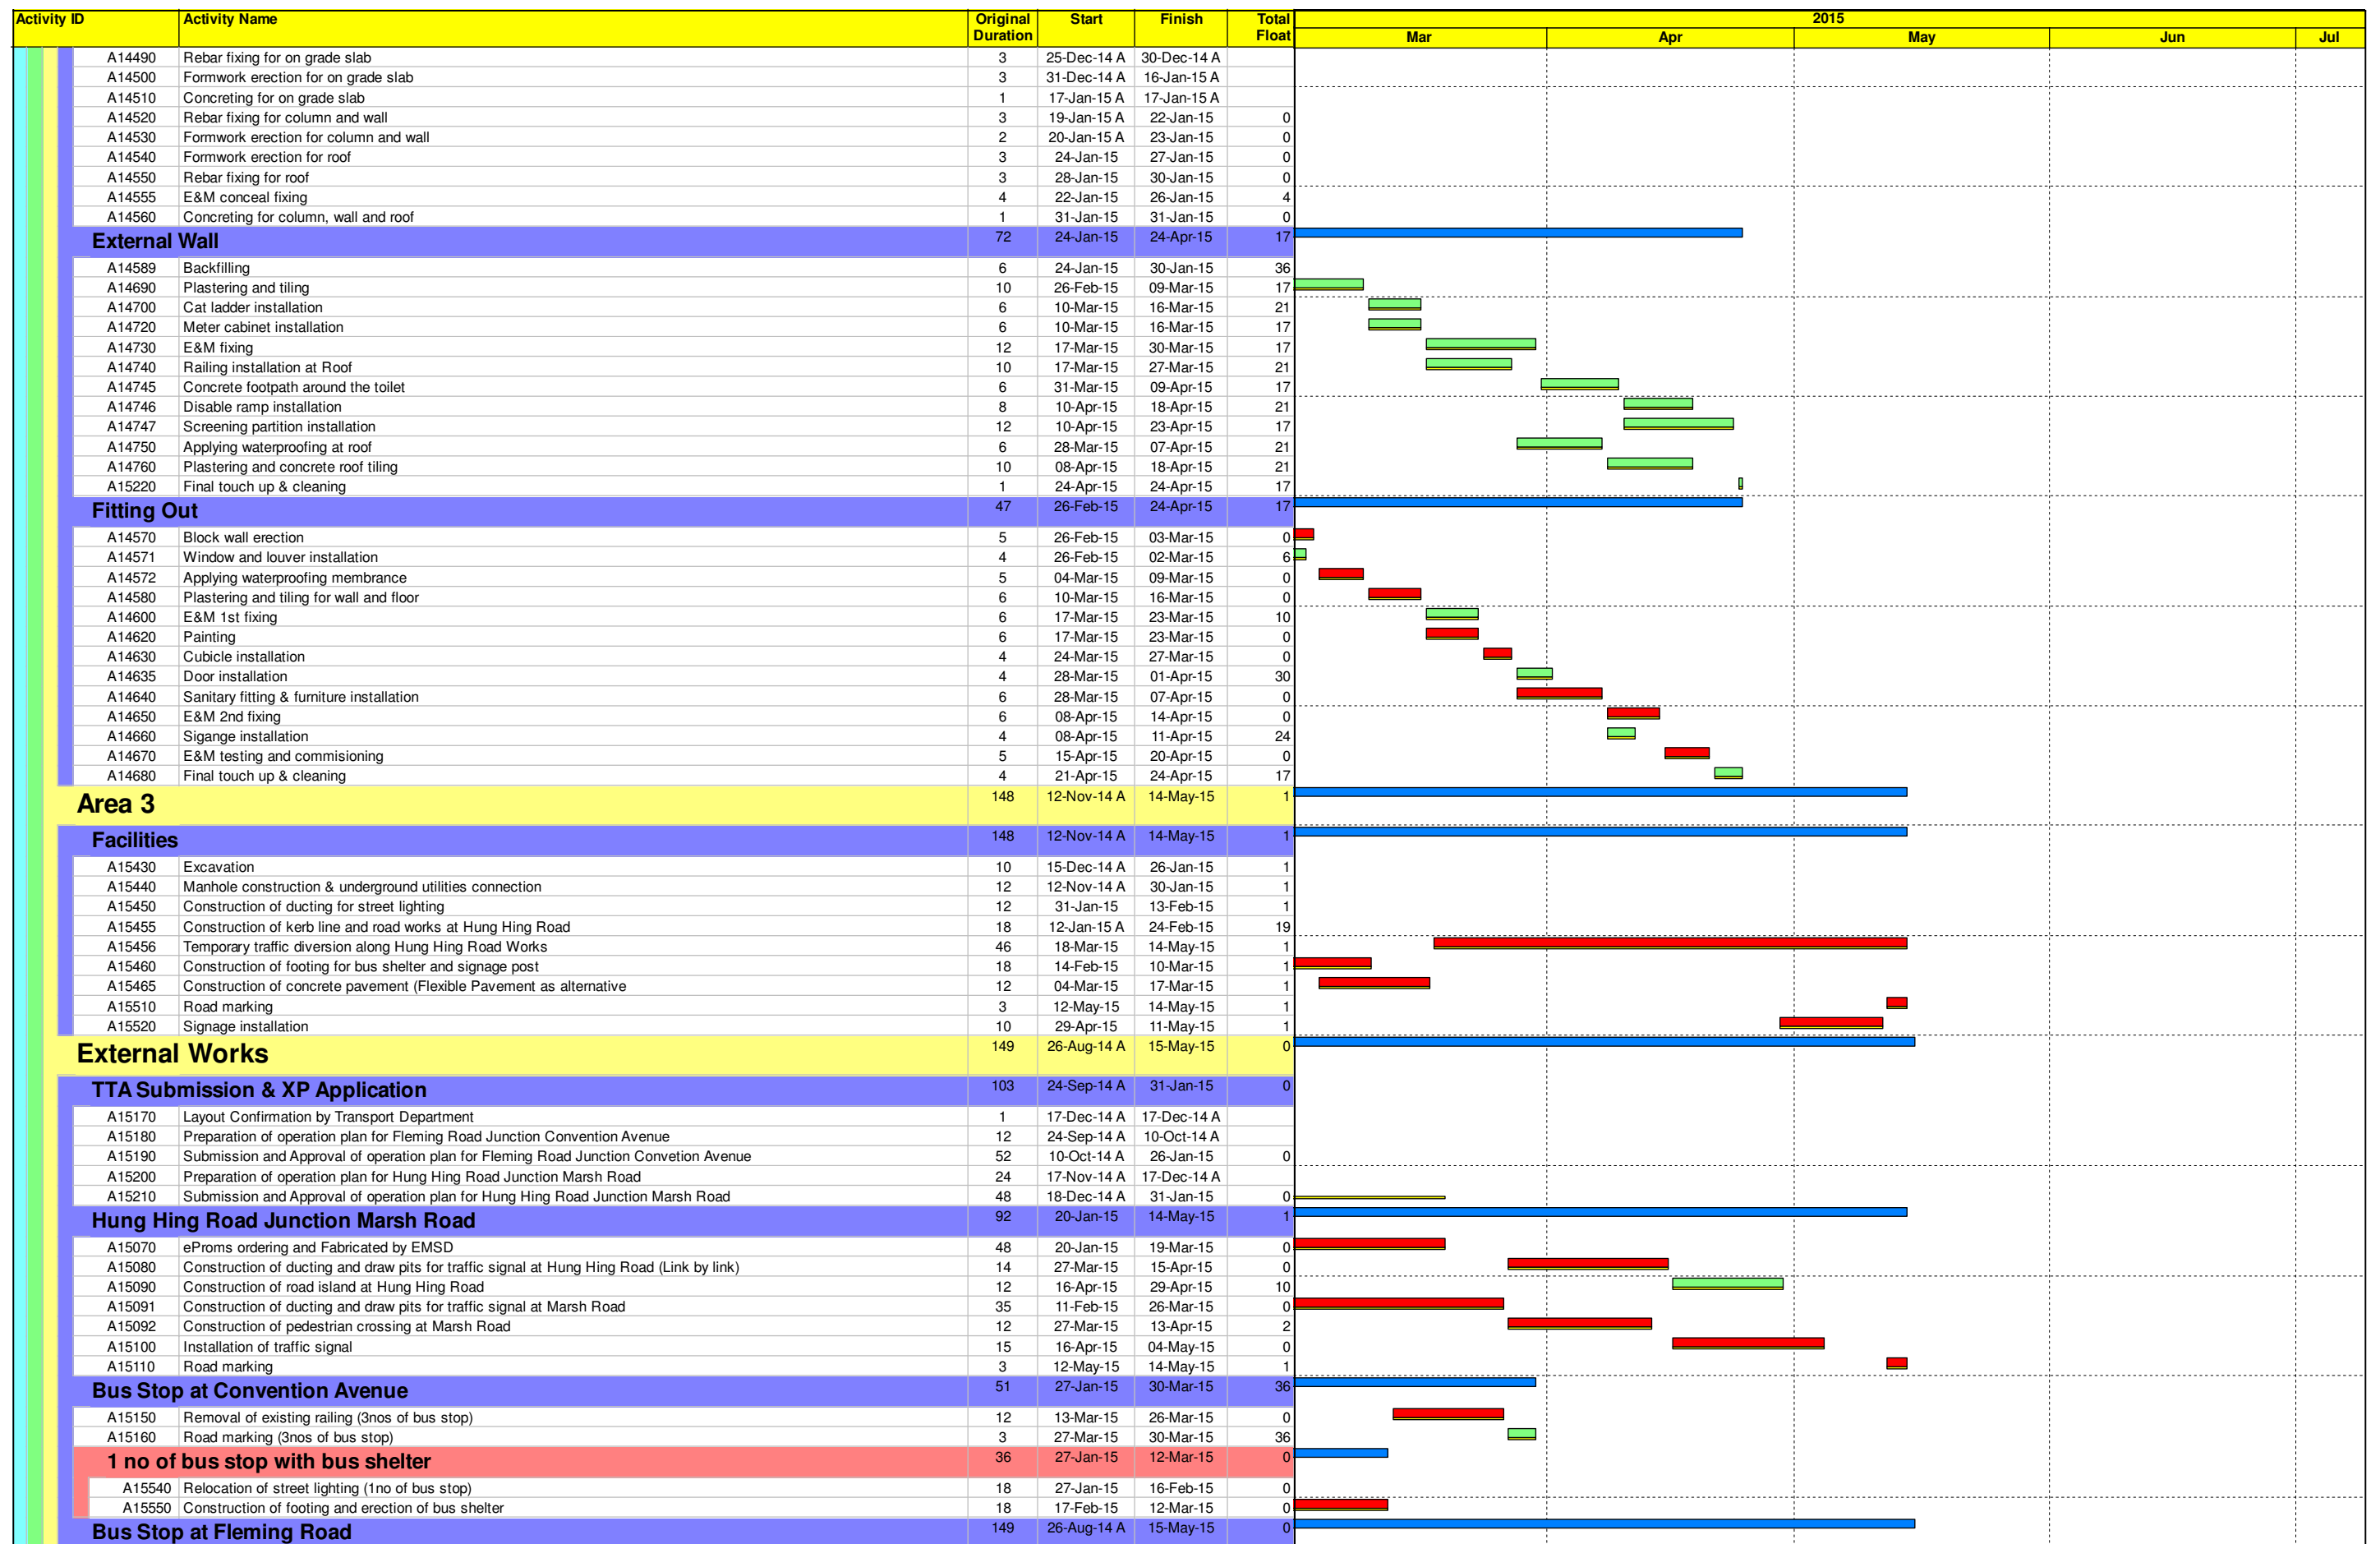 Activity ID Activity Name Original Duration Start Finish Total Float 2015
Mar Apr May Jun Jul
A14490 Rebar fixing for on grade slab 3 25-Dec-14 A 30-Dec-14 A
A14500 Formwork erection for on grade slab 3 31-Dec-14 A 16-Jan-15 A
A14510 Concreting for on grade slab 1 17-Jan-15 A 17-Jan-15 A
A14520 Rebar fixing for column and wall 3 19-Jan-15 A 22-Jan-15 0
A14530 Formwork erection for column and wall 2 20-Jan-15 A 23-Jan-15 0
A14540 Formwork erection for roof 3 24-Jan-15 27-Jan-15 0
A14550 Rebar fixing for roof 3 28-Jan-15 30-Jan-15 0
A14555 E&M conceal fixing 4 22-Jan-15 26-Jan-15 4
A14560 Concreting for column, wall and roof 1 31-Jan-15 31-Jan-15 0
External Wall 72 24-Jan-15 24-Apr-15 17
A14589 Backfilling 6 24-Jan-15 30-Jan-15 36
A14690 Plastering and tiling 10 26-Feb-15 09-Mar-15 17
A14700 Cat ladder installation 6 10-Mar-15 16-Mar-15 21
A14720 Meter cabinet installation 6 10-Mar-15 16-Mar-15 17
A14730 E&M fixing 12 17-Mar-15 30-Mar-15 17
A14740 Railing installation at Roof 10 17-Mar-15 27-Mar-15 21
A14745 Concrete footpath around the toilet 6 31-Mar-15 09-Apr-15 17
A14746 Disable ramp installation 8 10-Apr-15 18-Apr-15 21
A14747 Screening partition installation 12 10-Apr-15 23-Apr-15 17
A14750 Applying waterproofing at roof 6 28-Mar-15 07-Apr-15 21
A14760 Plastering and concrete roof tiling 10 08-Apr-15 18-Apr-15 21
A15220 Final touch up & cleaning 1 24-Apr-15 24-Apr-15 17
Fitting Out 47 26-Feb-15 24-Apr-15 17
A14570 Block wall erection 5 26-Feb-15 03-Mar-15 0
A14571 Window and louver installation 4 26-Feb-15 02-Mar-15 6
A14572 Applying waterproofing membrance 5 04-Mar-15 09-Mar-15 0
A14580 Plastering and tiling for wall and floor 6 10-Mar-15 16-Mar-15 0
A14600 E&M 1st fixing 6 17-Mar-15 23-Mar-15 10
A14620 Painting 6 17-Mar-15 23-Mar-15 0
A14630 Cubicle installation 4 24-Mar-15 27-Mar-15 0
A14635 Door installation 4 28-Mar-15 01-Apr-15 30
A14640 Sanitary fitting & furniture installation 6 28-Mar-15 07-Apr-15 0
A14650 E&M 2nd fixing 6 08-Apr-15 14-Apr-15 0
A14660 Sigange installation 4 08-Apr-15 11-Apr-15 24
A14670 E&M testing and commisioning 5 15-Apr-15 20-Apr-15 0
A14680 Final touch up & cleaning 4 21-Apr-15 24-Apr-15 17
Area 3 148 12-Nov-14 A 14-May-15 1
Facilities 148 12-Nov-14 A 14-May-15 1
A15430 Excavation 10 15-Dec-14 A 26-Jan-15 1
A15440 Manhole construction & underground utilities connection 12 12-Nov-14 A 30-Jan-15 1
A15450 Construction of ducting for street lighting 12 31-Jan-15 13-Feb-15 1
A15455 Construction of kerb line and road works at Hung Hing Road 18 12-Jan-15 A 24-Feb-15 19
A15456 Temporary traffic diversion along Hung Hing Road Works 46 18-Mar-15 14-May-15 1
A15460 Construction of footing for bus shelter and signage post 18 14-Feb-15 10-Mar-15 1
A15465 Construction of concrete pavement (Flexible Pavement as alternative 12 04-Mar-15 17-Mar-15 1
A15510 Road marking 3 12-May-15 14-May-15 1
A15520 Signage installation 10 29-Apr-15 11-May-15 1
External Works 149 26-Aug-14 A 15-May-15 0
TTA Submission & XP Application 103 24-Sep-14 A 31-Jan-15 0
A15170 Layout Confirmation by Transport Department 1 17-Dec-14 A 17-Dec-14 A
A15180 Preparation of operation plan for Fleming Road Junction Convention Avenue 12 24-Sep-14 A 10-Oct-14 A
A15190 Submission and Approval of operation plan for Fleming Road Junction Convetion Avenue 52 10-Oct-14 A 26-Jan-15 0
A15200 Preparation of operation plan for Hung Hing Road Junction Marsh Road 24 17-Nov-14 A 17-Dec-14 A
A15210 Submission and Approval of operation plan for Hung Hing Road Junction Marsh Road 48 18-Dec-14 A 31-Jan-15 0
Hung Hing Road Junction Marsh Road 92 20-Jan-15 14-May-15 1
A15070 eProms ordering and Fabricated by EMSD 48 20-Jan-15 19-Mar-15 0
A15080 Construction of ducting and draw pits for traffic signal at Hung Hing Road (Link by link) 14 27-Mar-15 15-Apr-15 0
A15090 Construction of road island at Hung Hing Road 12 16-Apr-15 29-Apr-15 10
A15091 Construction of ducting and draw pits for traffic signal at Marsh Road 35 11-Feb-15 26-Mar-15 0
A15092 Construction of pedestrian crossing at Marsh Road 12 27-Mar-15 13-Apr-15 2
A15100 Installation of traffic signal 15 16-Apr-15 04-May-15 0
A15110 Road marking 3 12-May-15 14-May-15 1
Bus Stop at Convention Avenue 51 27-Jan-15 30-Mar-15 36
A15150 Removal of existing railing (3nos of bus stop) 12 13-Mar-15 26-Mar-15 0
A15160 Road marking (3nos of bus stop) 3 27-Mar-15 30-Mar-15 36
1 no of bus stop with bus shelter 36 27-Jan-15 12-Mar-15 0
A15540 Relocation of street lighting (1no of bus stop) 18 27-Jan-15 16-Feb-15 0
A15550 Construction of footing and erection of bus shelter 18 17-Feb-15 12-Mar-15 0
Bus Stop at Fleming Road 149 26-Aug-14 A 15-May-15 0